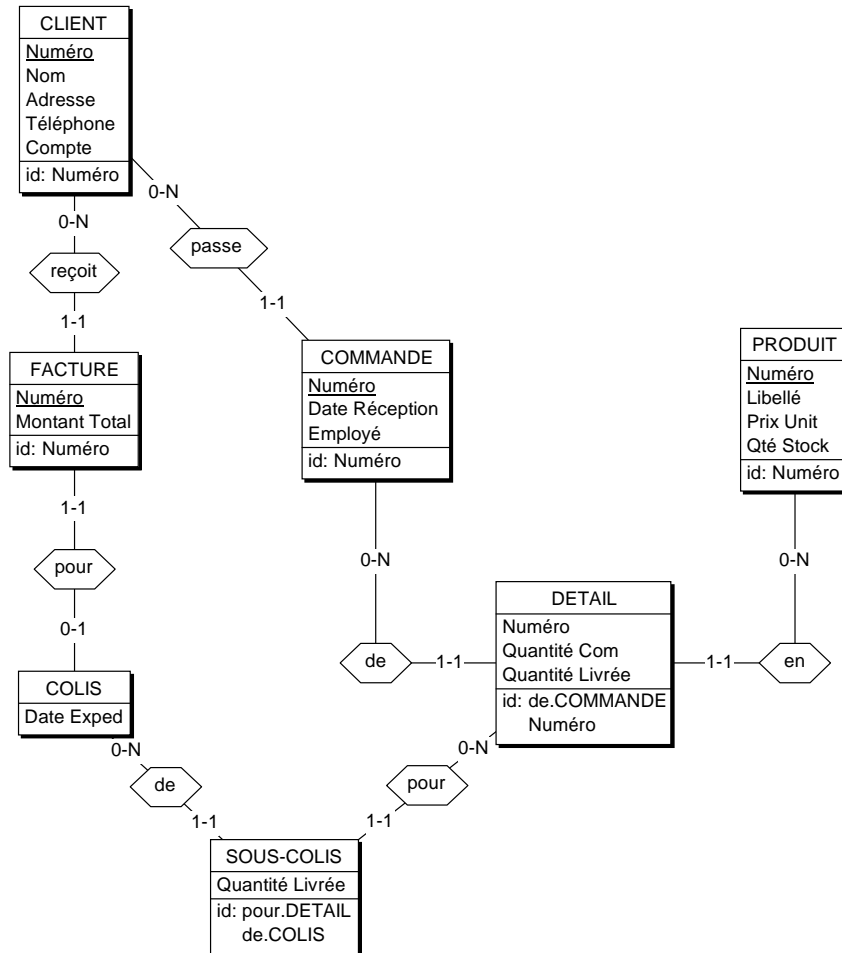 CLIENT
Numéro
Nom
Adresse
Téléphone
Compte
id: Numéro
0-N
0-N
passe
reçoit
1-1
1-1
FACTURE
Numéro
Montant Total
id: Numéro
COMMANDE
Numéro
Date Réception
Employé
id: Numéro
PRODUIT
Numéro
Libellé
Prix Unit
Qté Stock
id: Numéro
1-1
pour
0-1
0-N
de
1-1
0-N
en
1-1
DETAIL
Numéro
Quantité Com
Quantité Livrée
id: de.COMMANDE
Numéro
COLIS
Date Exped
0-N
de
1-1
0-N
pour
1-1
SOUS-COLIS
Quantité Livrée
id: pour.DETAIL
de.COLIS